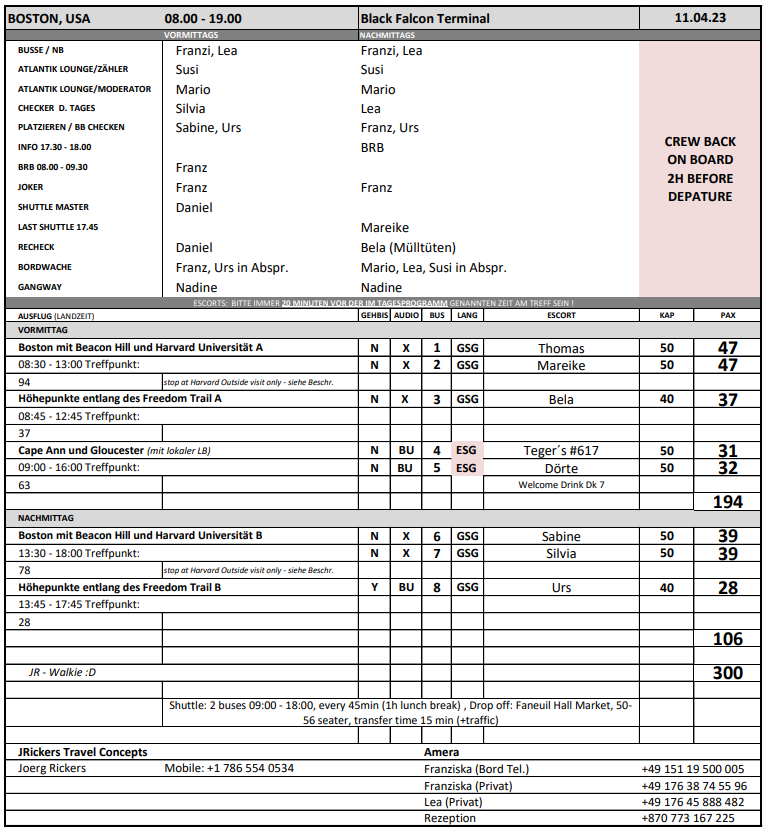 BOSTON, USA 08.00 - 19.00 Black Falcon Terminal 11.04.23
VORMITTAGS NACHMITTAGS
BUSSE / NB Franzi, Lea Franzi, Lea
ATLANTIK LOUNGE/ZÄHLER Susi Susi
ATLANTIK LOUNGE/MODERATOR Mario Mario
CHECKER D. TAGES Silvia Lea
PLATZIEREN / BB CHECKEN Sabine, Urs Franz, Urs
INFO 17.30 - 18.00 BRB
BRB 08.00 - 09.30 Franz
JOKER Franz Franz
SHUTTLE MASTER Daniel
LAST SHUTTLE 17.45 Mareike
RECHECK Daniel Bela (Mülltüten)
BORDWACHE Franz, Urs in Abspr. Mario, Lea, Susi in Abspr.
GANGWAY Nadine Nadine
CREW BACK
ON BOARD
2H BEFORE
DEPATURE
ESCORTS: BITTE IMMER 20 MINUTEN VOR DER IM TAGESPROGRAMM GENANNTEN ZEIT AM TREFF SEIN !
AUSFLUG (LANDZEIT) GEHBIS AUDIO BUS LANG ESCORT KAP PAX
VORMITTAG
Boston mit Beacon Hill und Harvard Universität A N X 1 GSG Thomas 50 47
08:30 - 13:00 Treffpunkt: N X 2 GSG Mareike 50 47
94 stop at Harvard Outside visit only - siehe Beschr.
Höhepunkte entlang des Freedom Trail A N X 3 GSG Bela 40 37
08:45 - 12:45 Treffpunkt:
37
Cape Ann und Gloucester (mit lokaler LB) N BU 4 ESG Teger´s #617 50 31
09:00 - 16:00 Treffpunkt: N BU 5 ESG Dörte 50 32
63 Welcome Drink Dk 7
194
NACHMITTAG
Boston mit Beacon Hill und Harvard Universität B N X 6 GSG Sabine 50 39
13:30 - 18:00 Treffpunkt: N X 7 GSG Silvia 50 39
78 stop at Harvard Outside visit only - siehe Beschr.
Höhepunkte entlang des Freedom Trail B Y BU 8 GSG Urs 40 28
13:45 - 17:45 Treffpunkt:
28
106
JR - Walkie :D 300
Shuttle: 2 buses 09:00 - 18:00, every 45min (1h lunch break) , Drop off: Faneuil Hall Market, 50-
56 seater, transfer time 15 min (+traffic)
JRickers Travel Concepts Amera
Joerg Rickers Mobile: +1 786 554 0534 Franziska (Bord Tel.) +49 151 19 500 005
Franziska (Privat) +49 176 38 74 55 96
Lea (Privat) +49 176 45 888 482
Rezeption +870 773 167 225